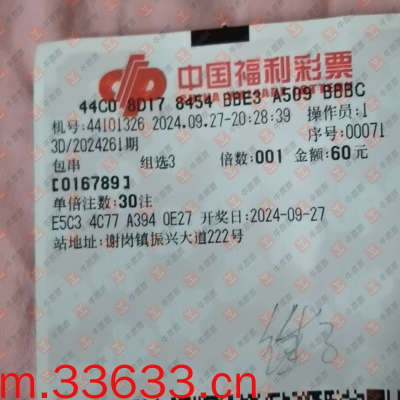 中国福利彩票
44C0 8D17 8454 BBE3 A509 BBBC
机号:44101326 2024.09.27-20:28:39 操作员:1
3D/2024261期 序号:00071
包串 组选3 倍数:001 金额:60元
[016789]
单倍注数:30注
E5C3 4C77 A394 0E27 开奖日:2024-09-27
站地址:谢岗镇振兴大道222号
m.33633.cn